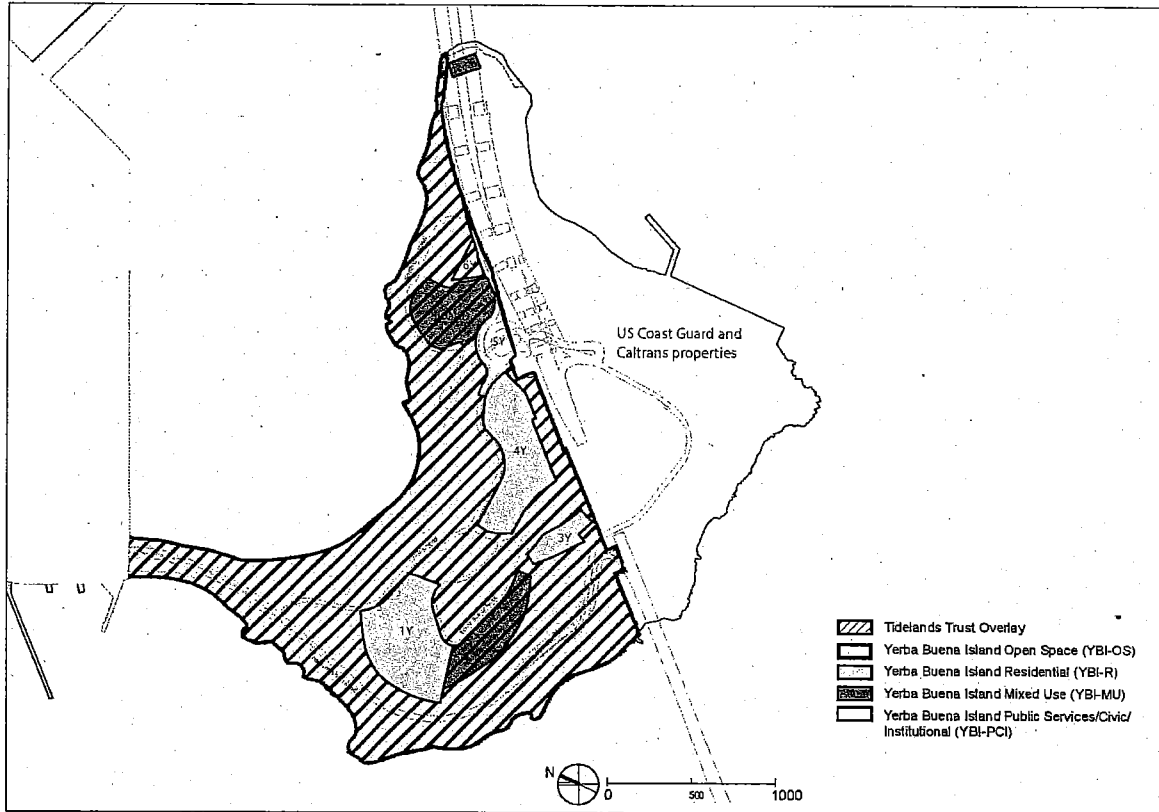 6Y
5Y
US Coast Guard and
Caltrans properties
4Y
3Y
1Y
Tidelands Trust Overlay
Yerba Buena Island Open Space (YBI-OS)
Yerba Buena Island Residential (YBI-R)
Yerba Buena Island Mixed Use (YBI-MU)
Yerba Buena Island Public Services/Civic/
Institutional (YBI-PCI)
N
0 500 1000